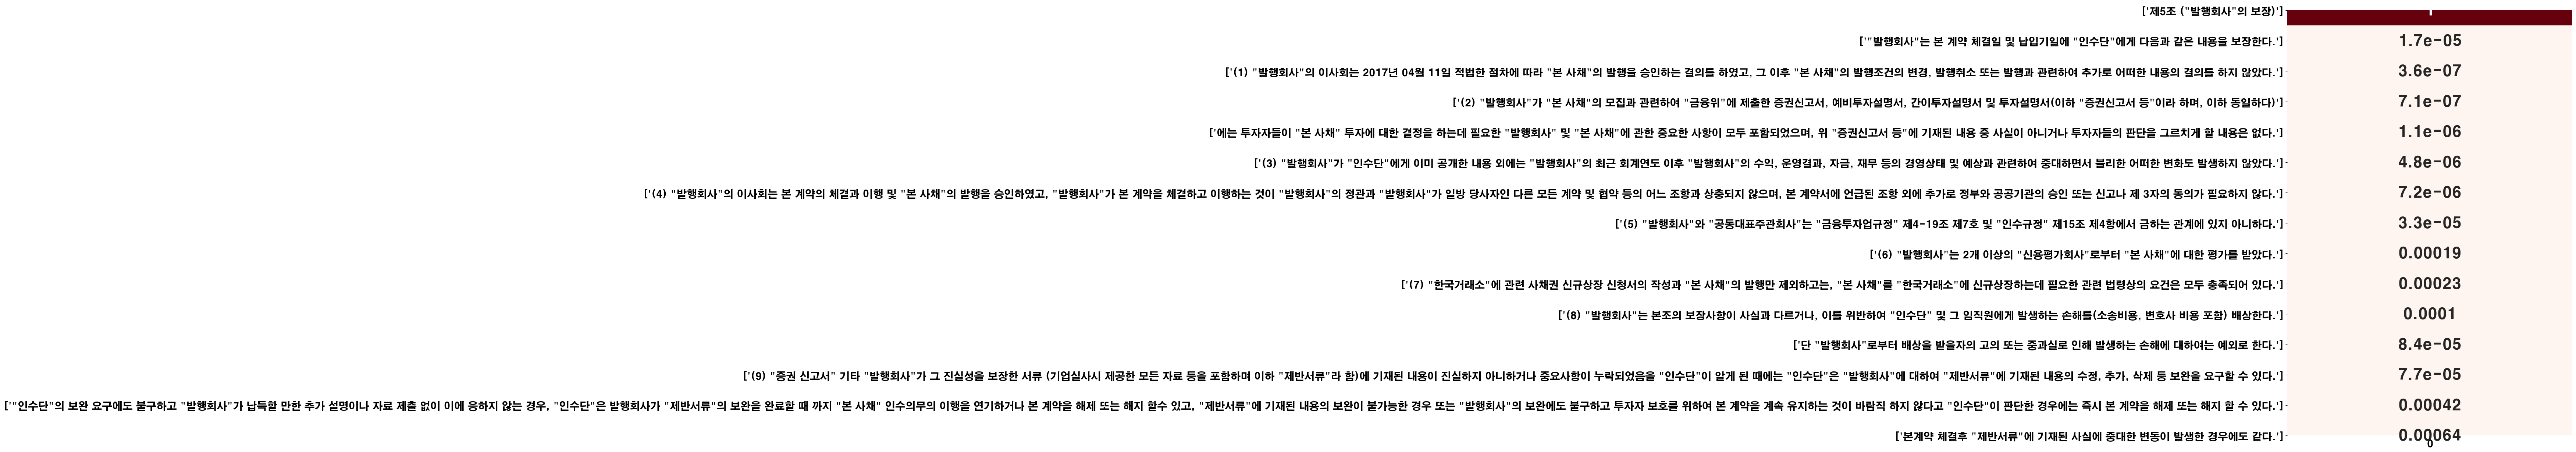 ['제5조 ("발행회사"의 보장)']
['"발행회사"는 본 계약 체결일 및 납입기일에 "인수단"에게 다음과 같은 내용을 보장한다.'] 1.7e-05
['(1) "발행회사"의 이사회는 2017년 04월 11일 적법한 절차에 따라 "본 사채"의 발행을 승인하는 결의를 하였고, 그 이후 "본 사채"의 발행조건의 변경, 발행취소 또는 발행과 관련하여 추가로 어떠한 내용의 결의를 하지 않았다.'] 3.6e-07
['(2) "발행회사"가 "본 사채"의 모집과 관련하여 "금융위"에 제출한 증권신고서, 예비투자설명서, 간이투자설명서 및 투자설명서(이하 "증권신고서 등"이라 하며, 이하 동일하다)'] 7.1e-07
['에는 투자자들이 "본 사채" 투자에 대한 결정을 하는데 필요한 "발행회사" 및 "본 사채"에 관한 중요한 사항이 모두 포함되었으며, 위 "증권신고서 등"에 기재된 내용 중 사실이 아니거나 투자자들의 판단을 그르치게 할 내용은 없다.'] 1.1e-06
['(3) "발행회사"가 "인수단"에게 이미 공개한 내용 외에는 "발행회사"의 최근 회계연도 이후 "발행회사"의 수익, 운영결과, 자금, 재무 등의 경영상태 및 예상과 관련하여 중대하면서 불리한 어떠한 변화도 발생하지 않았다.'] 4.8e-06
['(4) "발행회사"의 이사회는 본 계약의 체결과 이행 및 "본 사채"의 발행을 승인하였고, "발행회사"가 본 계약을 체결하고 이행하는 것이 "발행회사"의 정관과 "발행회사"가 일방 당사자인 다른 모든 계약 및 협약 등의 어느 조항과 상충되지 않으며, 본 계약서에 언급된 조항 외에 추가로 정부와 공공기관의 승인 또는 신고나 제 3자의 동의가 필요하지 않다.'] 7.2e-06
['(5) "발행회사"와 "공동대표주관회사"는 "금융투자업규정" 제4-19조 제7호 및 "인수규정" 제15조 제4항에서 금하는 관계에 있지 아니하다.'] 3.3e-05
['(6) "발행회사"는 2개 이상의 "신용평가회사"로부터 "본 사채"에 대한 평가를 받았다.'] 0.00019
['(7) "한국거래소"에 관련 사채권 신규상장 신청서의 작성과 "본 사채"의 발행만 제외하고는, "본 사채"를 "한국거래소"에 신규상장하는데 필요한 관련 법령상의 요건은 모두 충족되어 있다.'] 0.00023
['(8) "발행회사"는 본조의 보장사항이 사실과 다르거나, 이를 위반하여 "인수단" 및 그 임직원에게 발생하는 손해를(소송비용, 변호사 비용 포함) 배상한다.'] 0.0001
['단 "발행회사"로부터 배상을 받을자의 고의 또는 중과실로 인해 발생하는 손해에 대하여는 예외로 한다.'] 8.4e-05
['(9) "증권 신고서" 기타 "발행회사"가 그 진실성을 보장한 서류 (기업실사시 제공한 모든 자료 등을 포함하며 이하 "제반서류"라 함)에 기재된 내용이 진실하지 아니하거나 중요사항이 누락되었음을 "인수단"이 알게 된 때에는 "인수단"은 "발행회사"에 대하여 "제반서류"에 기재된 내용의 수정, 추가, 삭제 등 보완을 요구할 수 있다.'] 7.7e-05
['"인수단"의 보완 요구에도 불구하고 "발행회사"가 납득할 만한 추가 설명이나 자료 제출 없이 이에 응하지 않는 경우, "인수단"은 발행회사가 "제반서류"의 보완을 완료할 때 까지 "본 사채" 인수의무의 이행을 연기하거나 본 계약을 해제 또는 해지 할수 있고, "제반서류"에 기재된 내용의 보완이 불가능한 경우 또는 "발행회사"의 보완에도 불구하고 투자자 보호를 위하여 본 계약을 계속 유지하는 것이 바람직 하지 않다고 "인수단"이 판단한 경우에는 즉시 본 계약을 해제 또는 해지 할 수 있다.'] 0.00042
['본계약 체결후 "제반서류"에 기재된 사실에 중대한 변동이 발생한 경우에도 같다.'] 0.00064
0